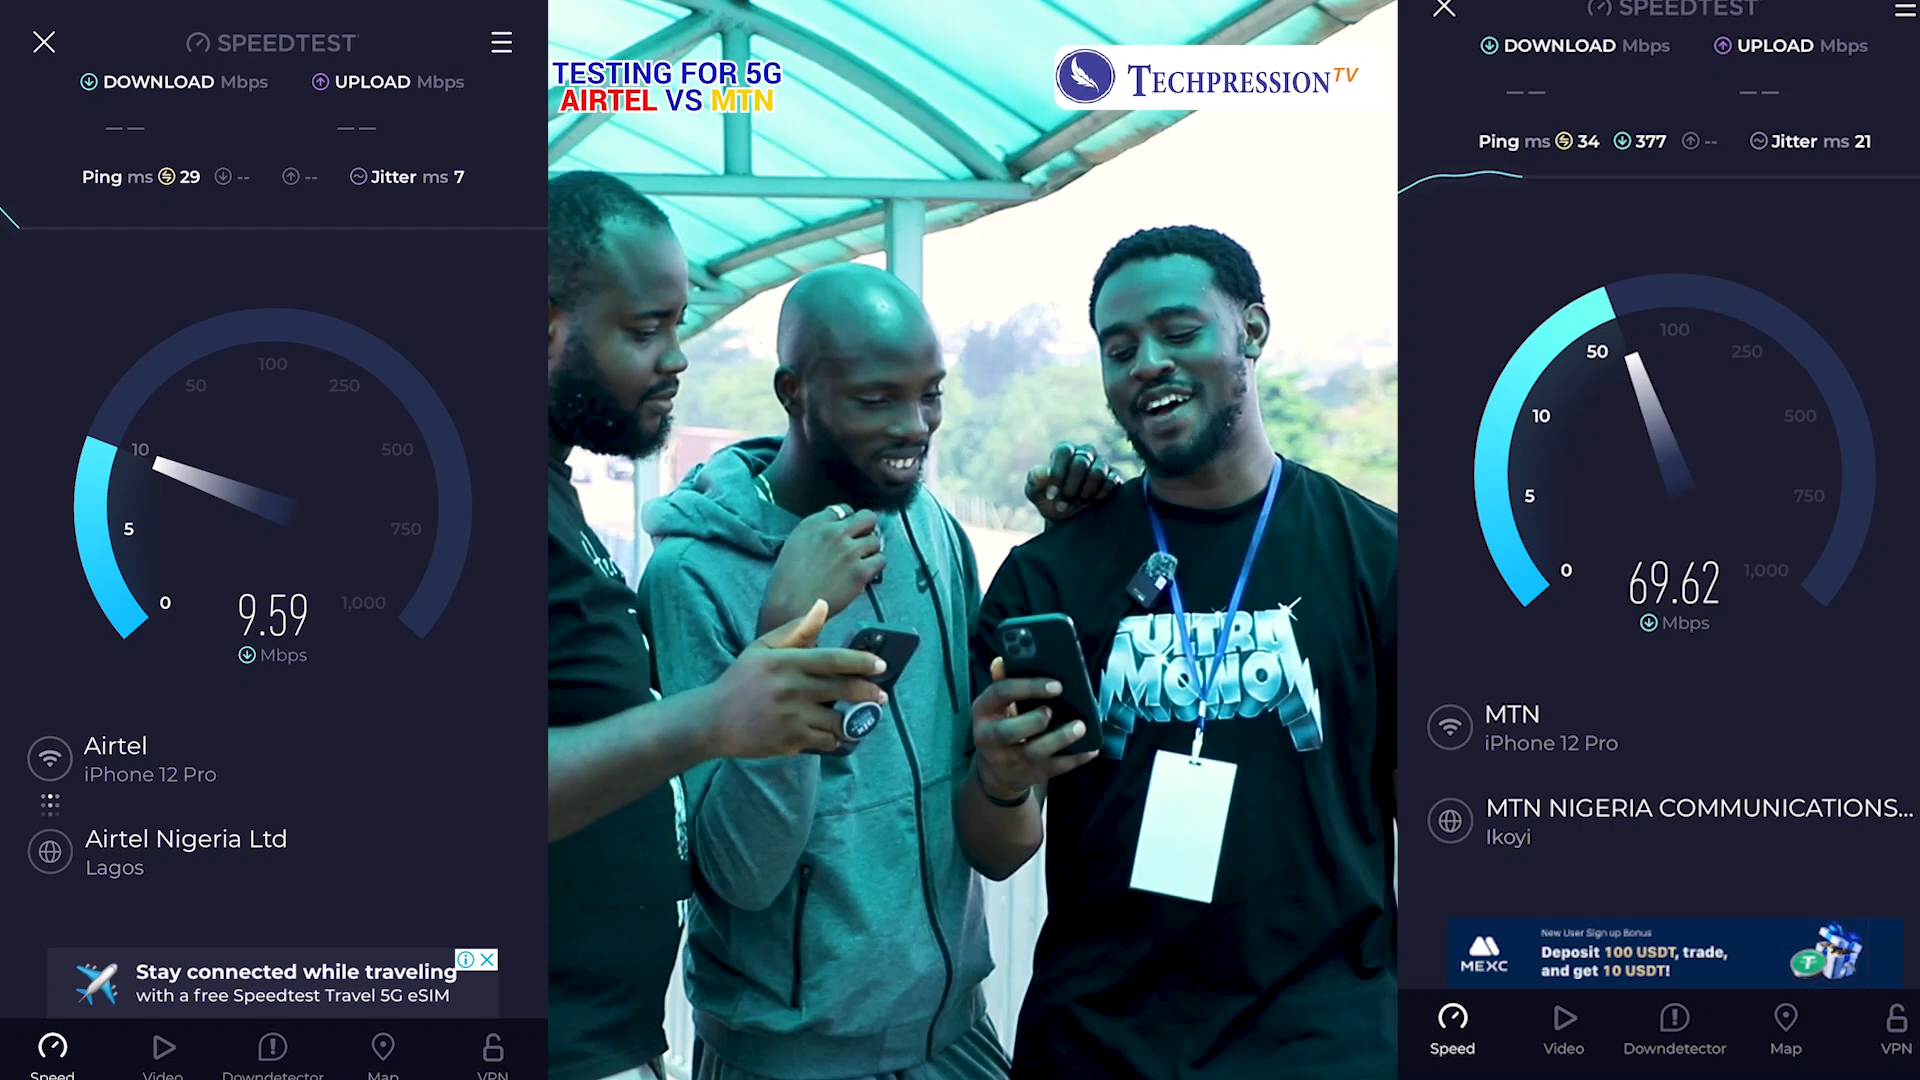 SPEEDTEST
DOWNLOAD Mbps
UPLOAD Mbps
— —
— —
Ping ms 29 -- -- Jitter ms 7
0
5
10
50
100
250
500
750
1,000
9.59
Mbps
Airtel
iPhone 12 Pro
Airtel Nigeria Ltd
Lagos
Stay connected while traveling
with a free Speedtest Travel 5G eSIM
Speed
Video
Downdetector
Map
VPN
TESTING FOR 5G
AIRTEL VS MTN
TECHPRESSION TV
ULTRA
MONO
SPEEDTEST
DOWNLOAD Mbps
UPLOAD Mbps
— —
— —
Ping ms 34 377 -- Jitter ms 21
0
5
10
50
100
250
500
750
1,000
69.62
Mbps
MTN
iPhone 12 Pro
MTN NIGERIA COMMUNICATIONS...
Ikoyi
MEXC
New User Sign up Bonus
Deposit 100 USDT, trade,
and get 10 USDT!
Speed
Video
Downdetector
Map
VPN